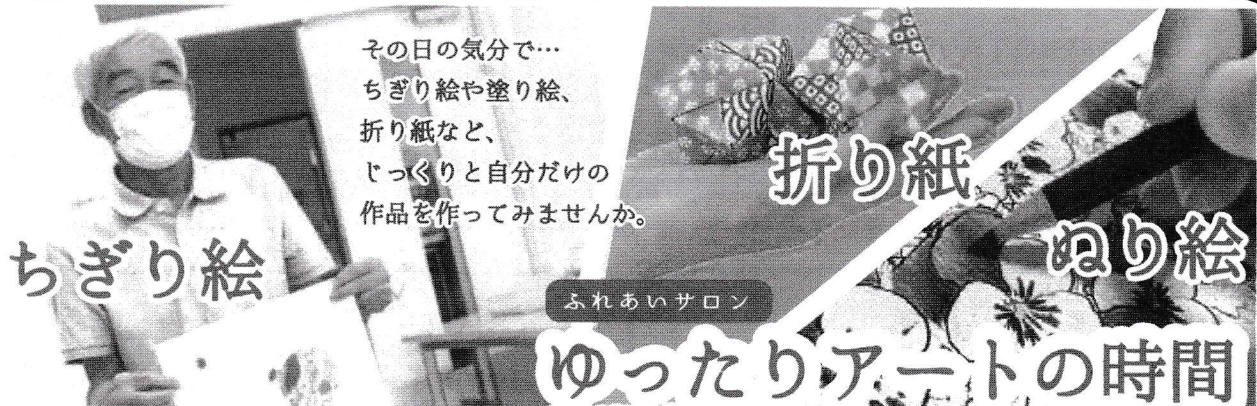 その日の気分で…
ちぎり絵や塗り絵、
折り紙など、
じっくりと自分だけの
作品を作ってみませんか。
折り紙
ぬり絵
ちぎり絵
ふれあいサロン
ゆったりアートの時間